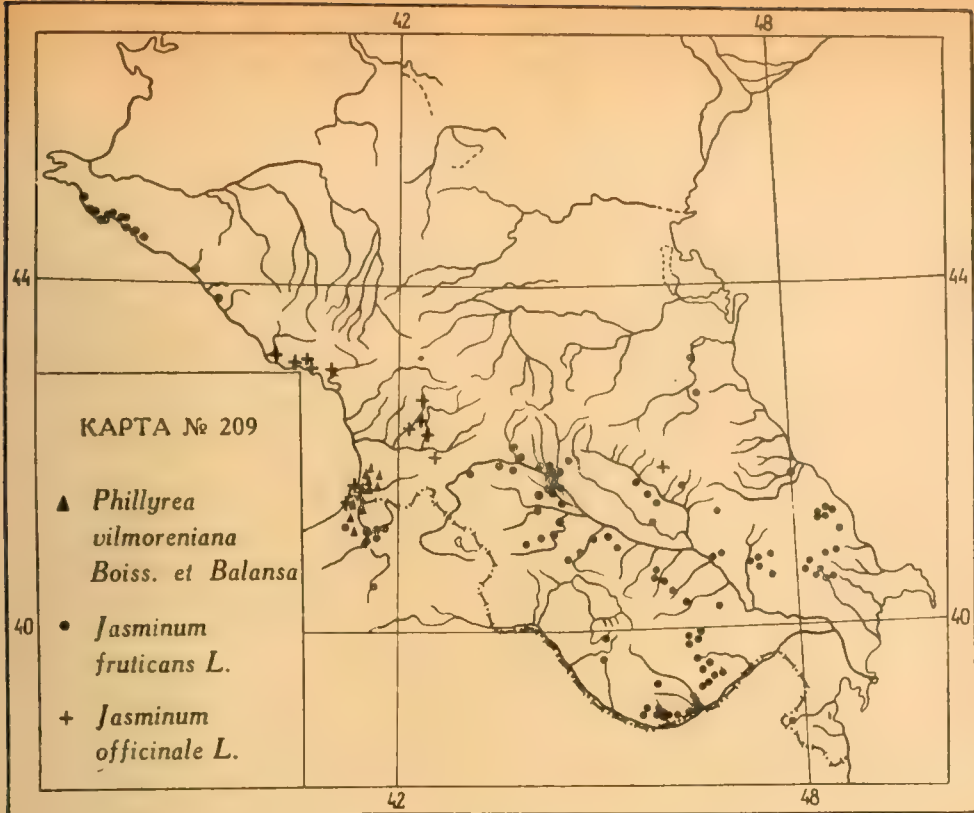 42 48
44 44
КАРТА № 209
▲ Phillyrea
vilmoreniana
Boiss. et Balansa
● Jasminum
fruticans L.
+ Jasminum
officinale L.
40 40
42 48